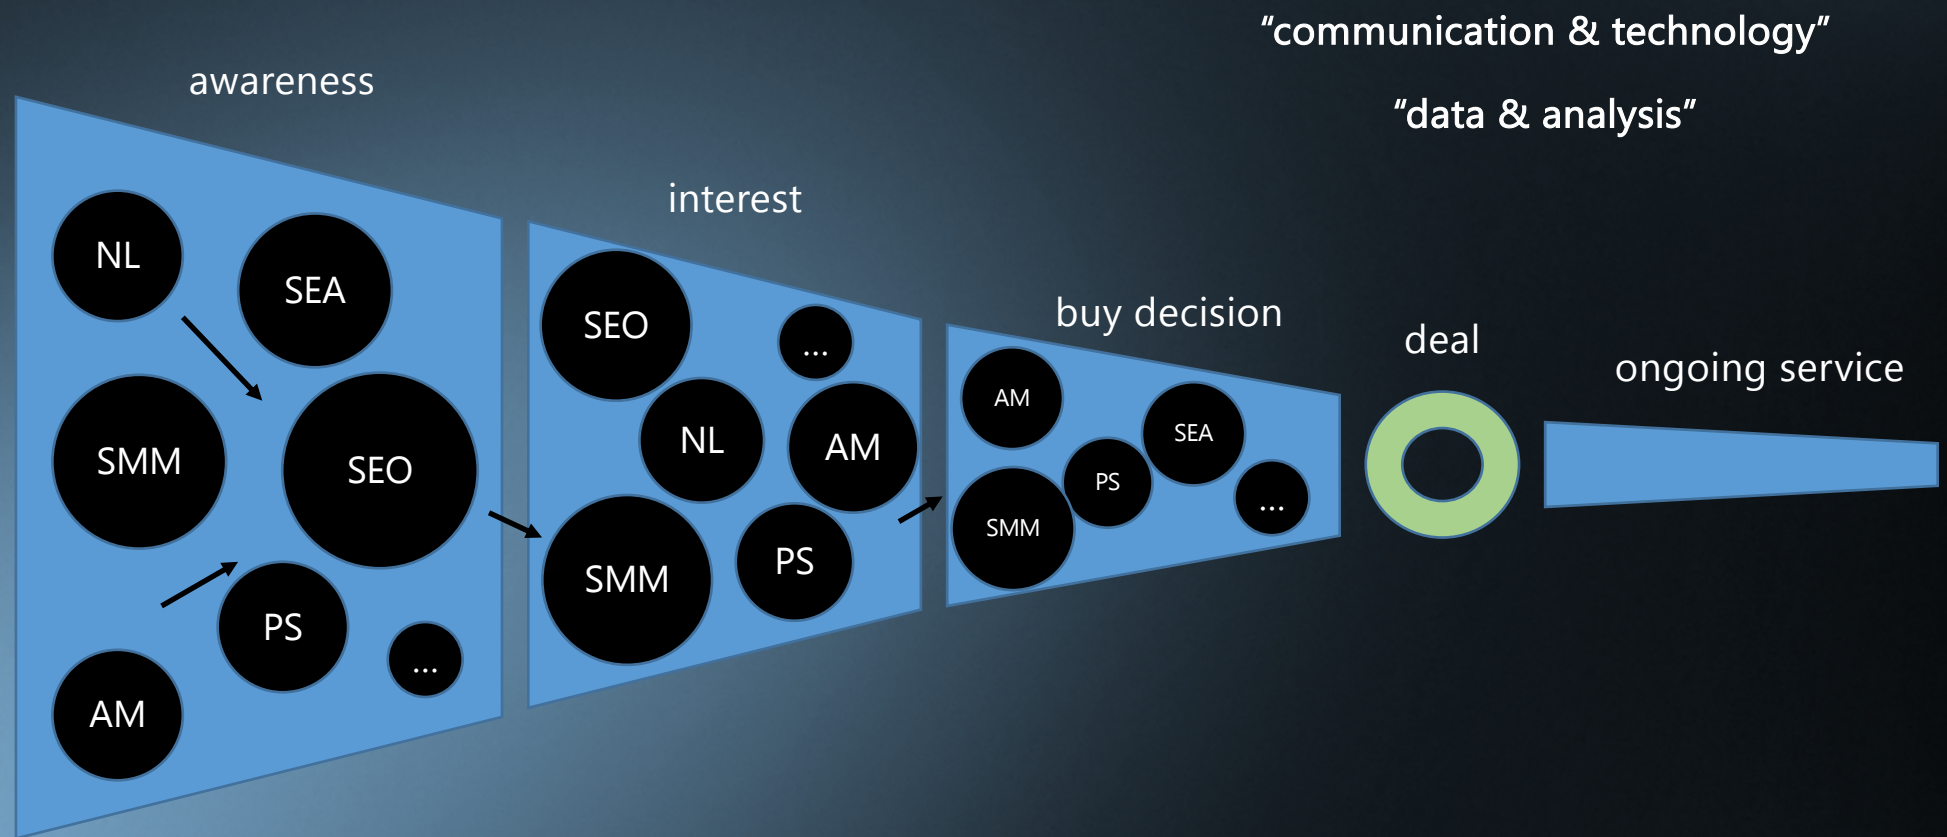 “communication & technology”
“data & analysis”
awareness
NL
SEA
SMM
SEO
PS
...
AM
interest
SEO
...
NL
AM
SMM
PS
buy decision
AM
SEA
PS
SMM
...
deal
ongoing service